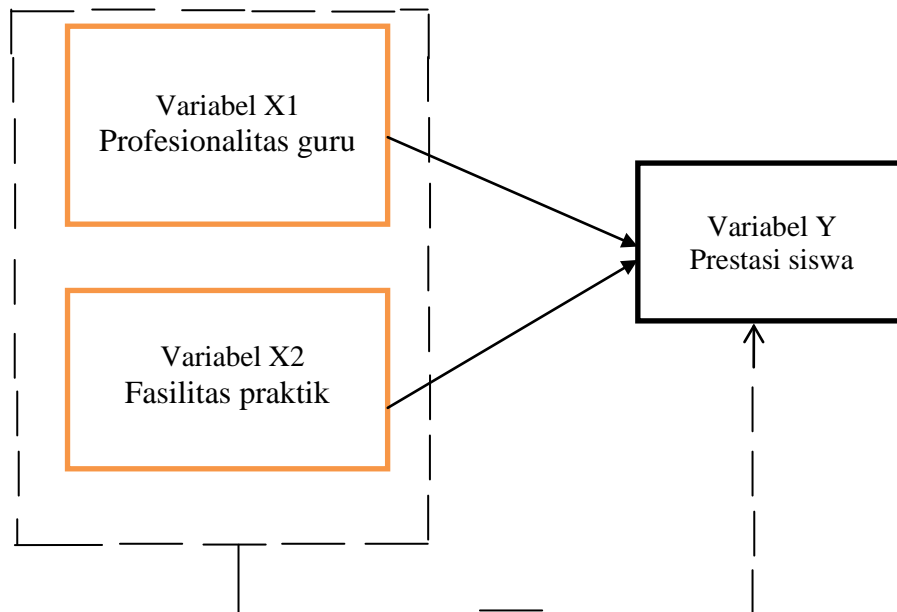 Variabel X1
Profesionalitas guru
Variabel Y
Prestasi siswa
Variabel X2
Fasilitas praktik